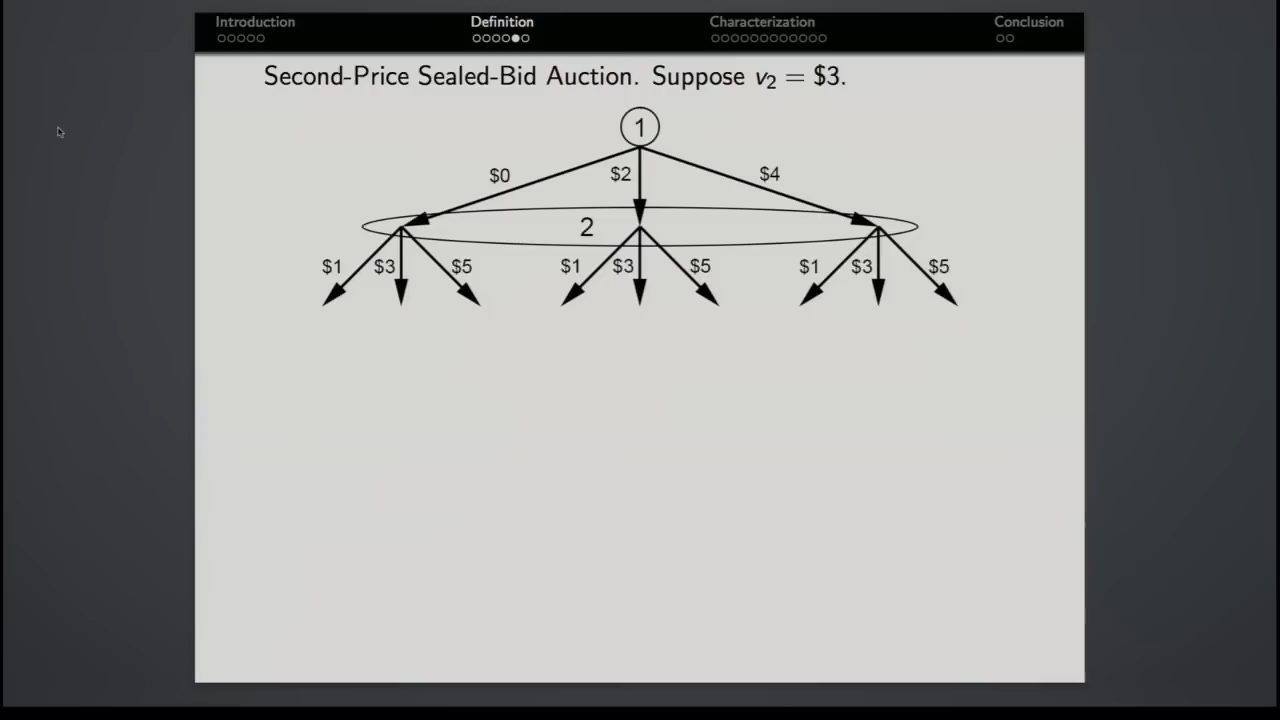 Introduction Definition Characterization Conclusion
Second-Price Sealed-Bid Auction. Suppose v₂ = $3.
1
$0 $2 $4
2
$1 $3 $5 $1 $3 $5 $1 $3 $5